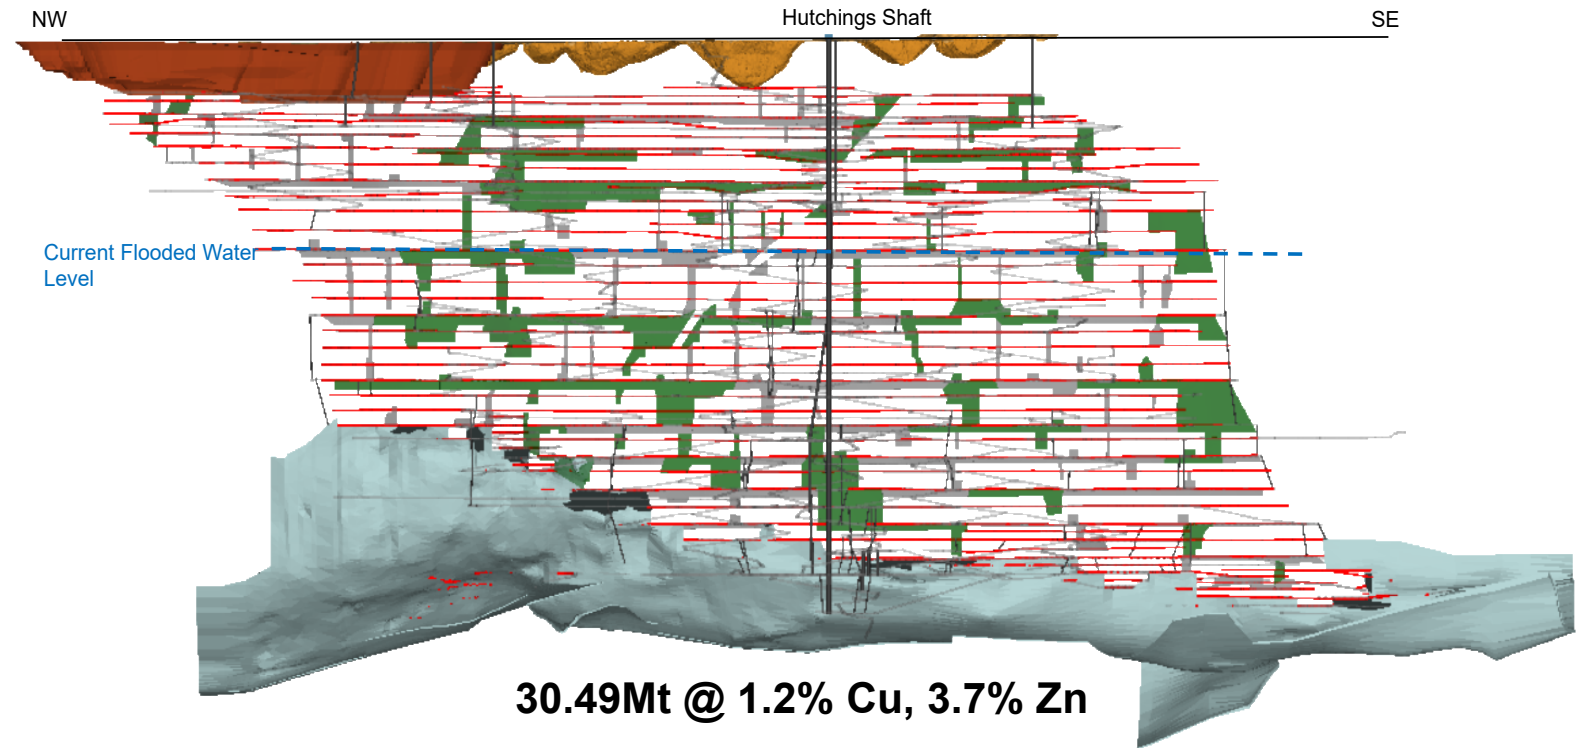 NW
Hutchings Shaft
SE
Current Flooded Water
Level
30.49Mt @ 1.2% Cu, 3.7% Zn